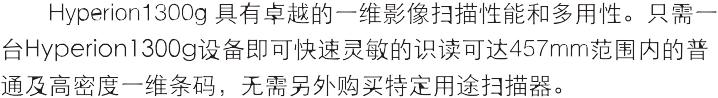 Hyperion1300g 具有卓越的一维影像扫描性能和多用性。只需一
台Hyperion1300g设备即可快速灵敏的识读可达457mm范围内的普
通及高密度一维条码，无需另外购买特定用途扫描器。